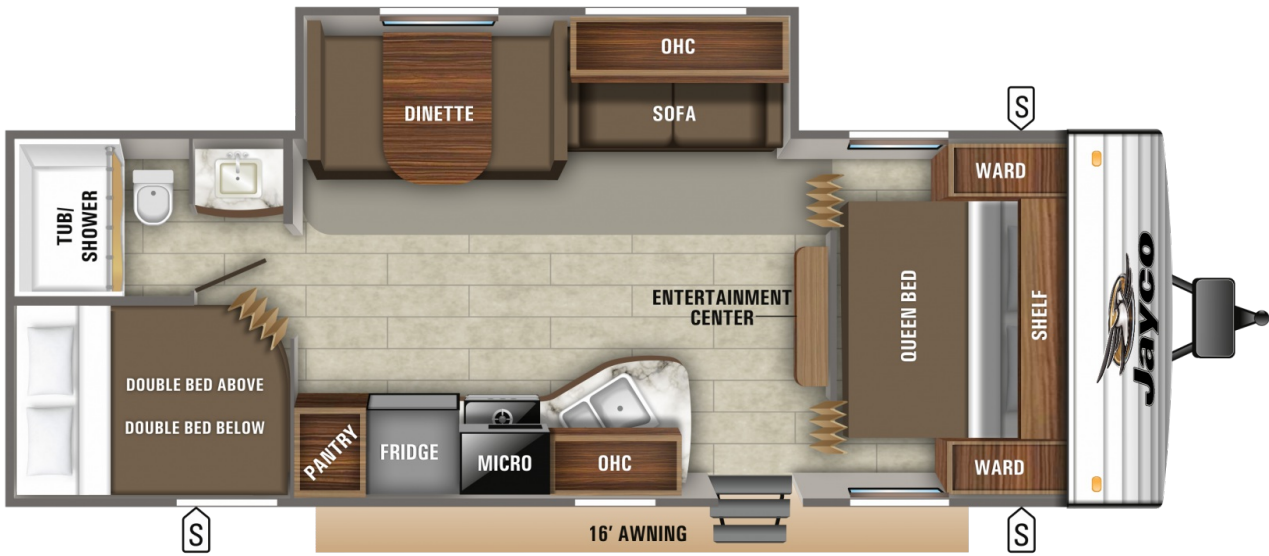 OHC
DINETTE
SOFA
S
WARD
TUB/
SHOWER
ENTERTAINMENT
CENTER
QUEEN BED
SHELF
Jayco
DOUBLE BED ABOVE
DOUBLE BED BELOW
PANTRY
FRIDGE
MICRO
OHC
WARD
S
16' AWNING
S